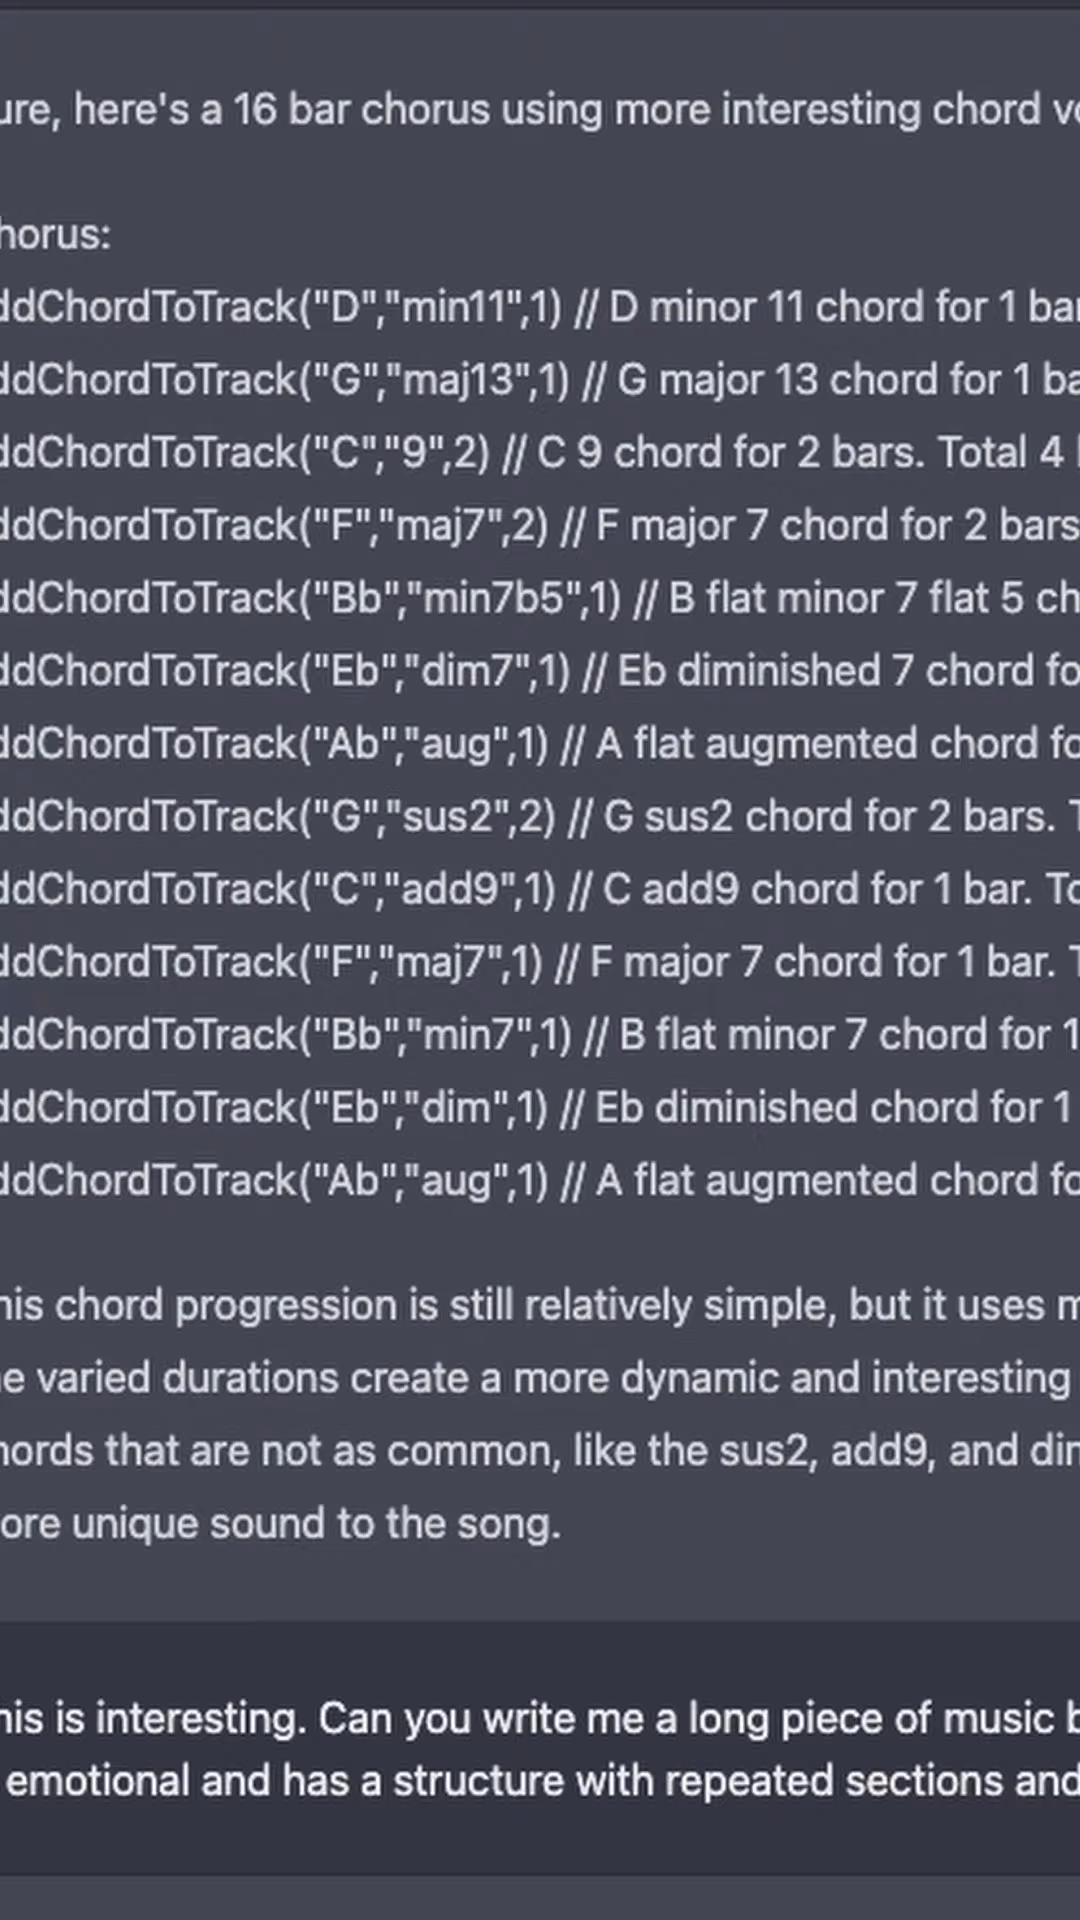 ure, here's a 16 bar chorus using more interesting chord
horus:
ddChordToTrack("D","min11",1) // D minor 11 chord for 1 bar
ddChordToTrack("G","maj13",1) // G major 13 chord for 1 ba
ddChordToTrack("C","9",2) // C 9 chord for 2 bars. Total 4
ddChordToTrack("F","maj7",2) // F major 7 chord for 2 bars
ddChordToTrack("Bb","min7b5",1) // B flat minor 7 flat 5 ch
ddChordToTrack("Eb","dim7",1) // Eb diminished 7 chord fo
ddChordToTrack("Ab","aug",1) // A flat augmented chord fo
ddChordToTrack("G","sus2",2) // G sus2 chord for 2 bars. T
ddChordToTrack("C","add9",1) // C add9 chord for 1 bar. To
ddChordToTrack("F","maj7",1) // F major 7 chord for 1 bar. T
ddChordToTrack("Bb","min7",1) // B flat minor 7 chord for 1
ddChordToTrack("Eb","dim",1) // Eb diminished chord for 1
ddChordToTrack("Ab","aug",1) // A flat augmented chord fo
his chord progression is still relatively simple, but it uses m
e varied durations create a more dynamic and interesting
hords that are not as common, like the sus2, add9, and dim
ore unique sound to the song.
his is interesting. Can you write me a long piece of music b
emotional and has a structure with repeated sections and